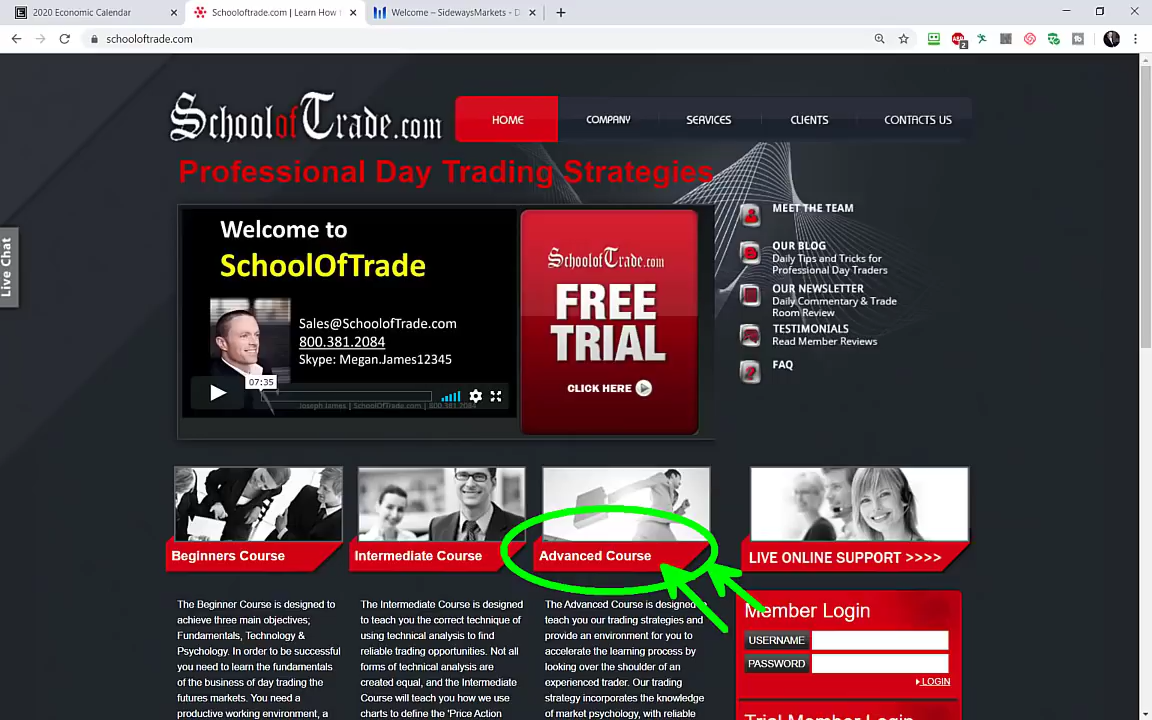 2020 Economic Calendar
Schooloftrade.com | Learn How
Welcome – SidewaysMarkets - D
schooloftrade.com
SchoolofTrade.com
HOME
COMPANY
SERVICES
CLIENTS
CONTACTS US
Professional Day Trading Strategies
Live Chat
Welcome to
SchoolOfTrade
Sales@SchoolofTrade.com
800.381.2084
Skype: Megan.James12345
07:35
Joseph James | SchoolOfTrade.com | 800.381.2084
SchoolofTrade.com
FREE
TRIAL
CLICK HERE
MEET THE TEAM
OUR BLOG
Daily Tips and Tricks for
Professional Day Traders
OUR NEWSLETTER
Daily Commentary & Trade
Room Review
TESTIMONIALS
Read Member Reviews
FAQ
Beginners Course
Intermediate Course
Advanced Course
LIVE ONLINE SUPPORT >>>>
The Beginner Course is designed to
achieve three main objectives;
Fundamentals, Technology &
Psychology. In order to be successful
you need to learn the fundamentals
of the business of day trading the
futures markets. You need a
productive working environment, a
The Intermediate Course is designed
to teach you the correct technique of
using technical analysis to find
reliable trading opportunities. Not all
forms of technical analysis are
created equal, and the Intermediate
Course will teach you how we use
charts to define the 'Price Action
The Advanced Course is designed to
teach you our trading strategies and
provide an environment for you to
accelerate the learning process by
looking over the shoulder of an
experienced trader. Our trading
strategy incorporates the knowledge
of market psychology, with reliable
Member Login
USERNAME
PASSWORD
LOGIN
Trial Member Login